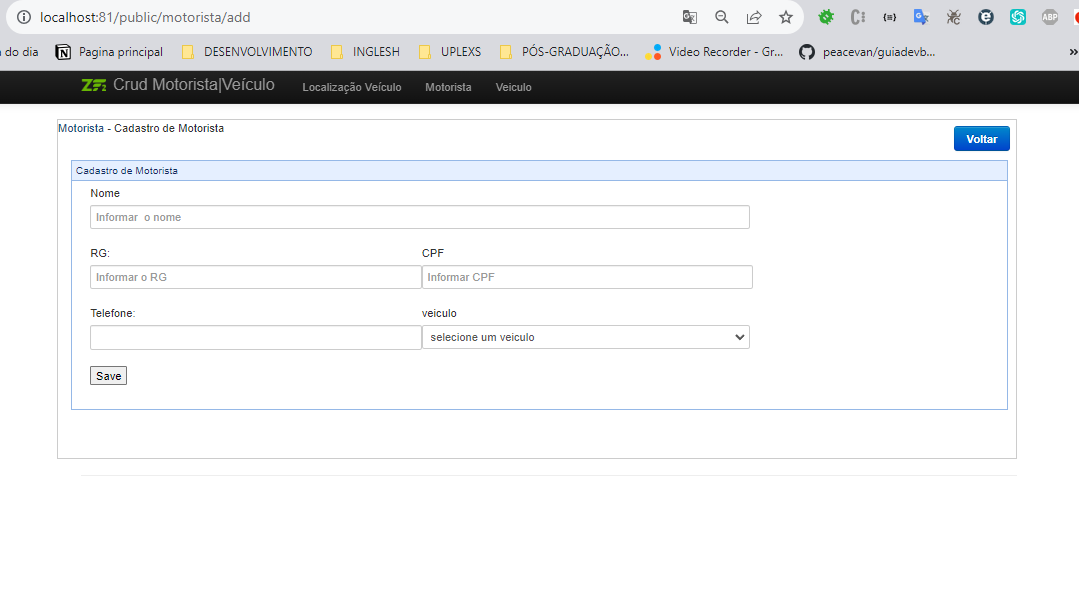 localhost:81/public/motorista/add
do dia Pagina principal DESENVOLVIMENTO INGLESH UPLEXS PÓS-GRADUAÇÃO... Video Recorder - Gr... peacevan/guiadevb... »
ZF2 Crud Motorista|Veículo Localização Veículo Motorista Veiculo
Motorista - Cadastro de Motorista
Voltar
Cadastro de Motorista
Nome
Informar o nome
RG: CPF
Informar o RG Informar CPF
Telefone: veiculo
selecione um veiculo
Save